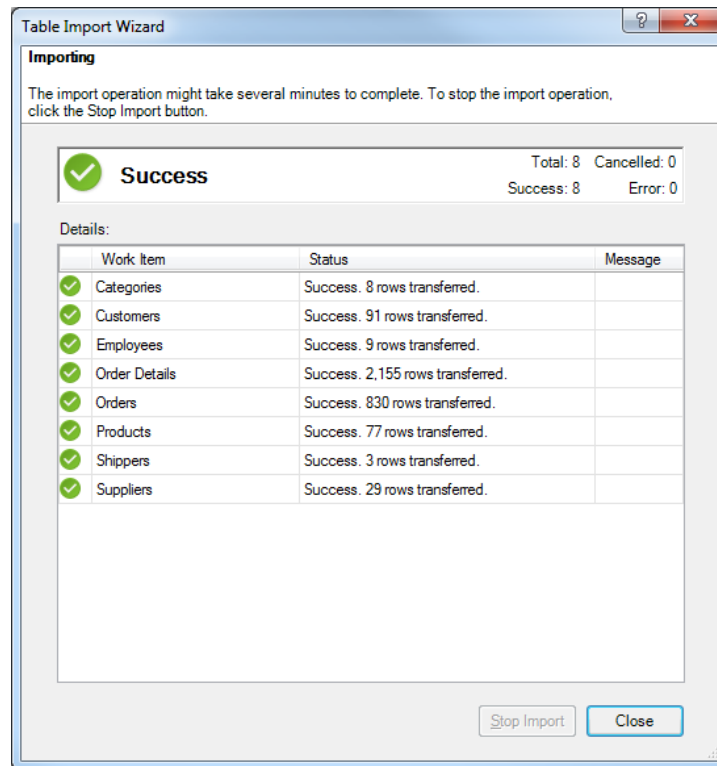 Table Import Wizard
Importing
The import operation might take several minutes to complete. To stop the import operation,
click the Stop Import button.
Success
Total: 8 Cancelled: 0
Success: 8 Error: 0
Details:
Work Item Status Message
Categories Success. 8 rows transferred.
Customers Success. 91 rows transferred.
Employees Success. 9 rows transferred.
Order Details Success. 2,155 rows transferred.
Orders Success. 830 rows transferred.
Products Success. 77 rows transferred.
Shippers Success. 3 rows transferred.
Suppliers Success. 29 rows transferred.
Stop Import Close